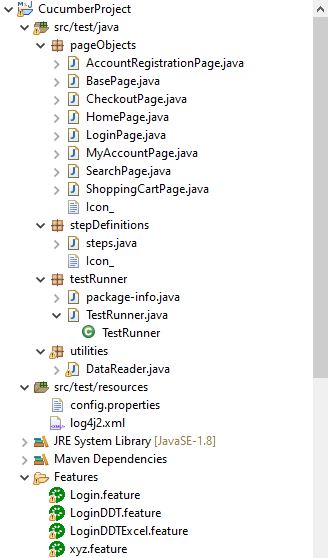 CucumberProject
src/test/java
pageObjects
AccountRegistrationPage.java
BasePage.java
CheckoutPage.java
HomePage.java
LoginPage.java
MyAccountPage.java
SearchPage.java
ShoppingCartPage.java
Icon_
stepDefinitions
steps.java
Icon_
testRunner
package-info.java
TestRunner.java
TestRunner
utilities
DataReader.java
src/test/resources
config.properties
log4j2.xml
JRE System Library [JavaSE-1.8]
Maven Dependencies
Features
Login.feature
LoginDDT.feature
LoginDDTExcel.feature
xyz.feature